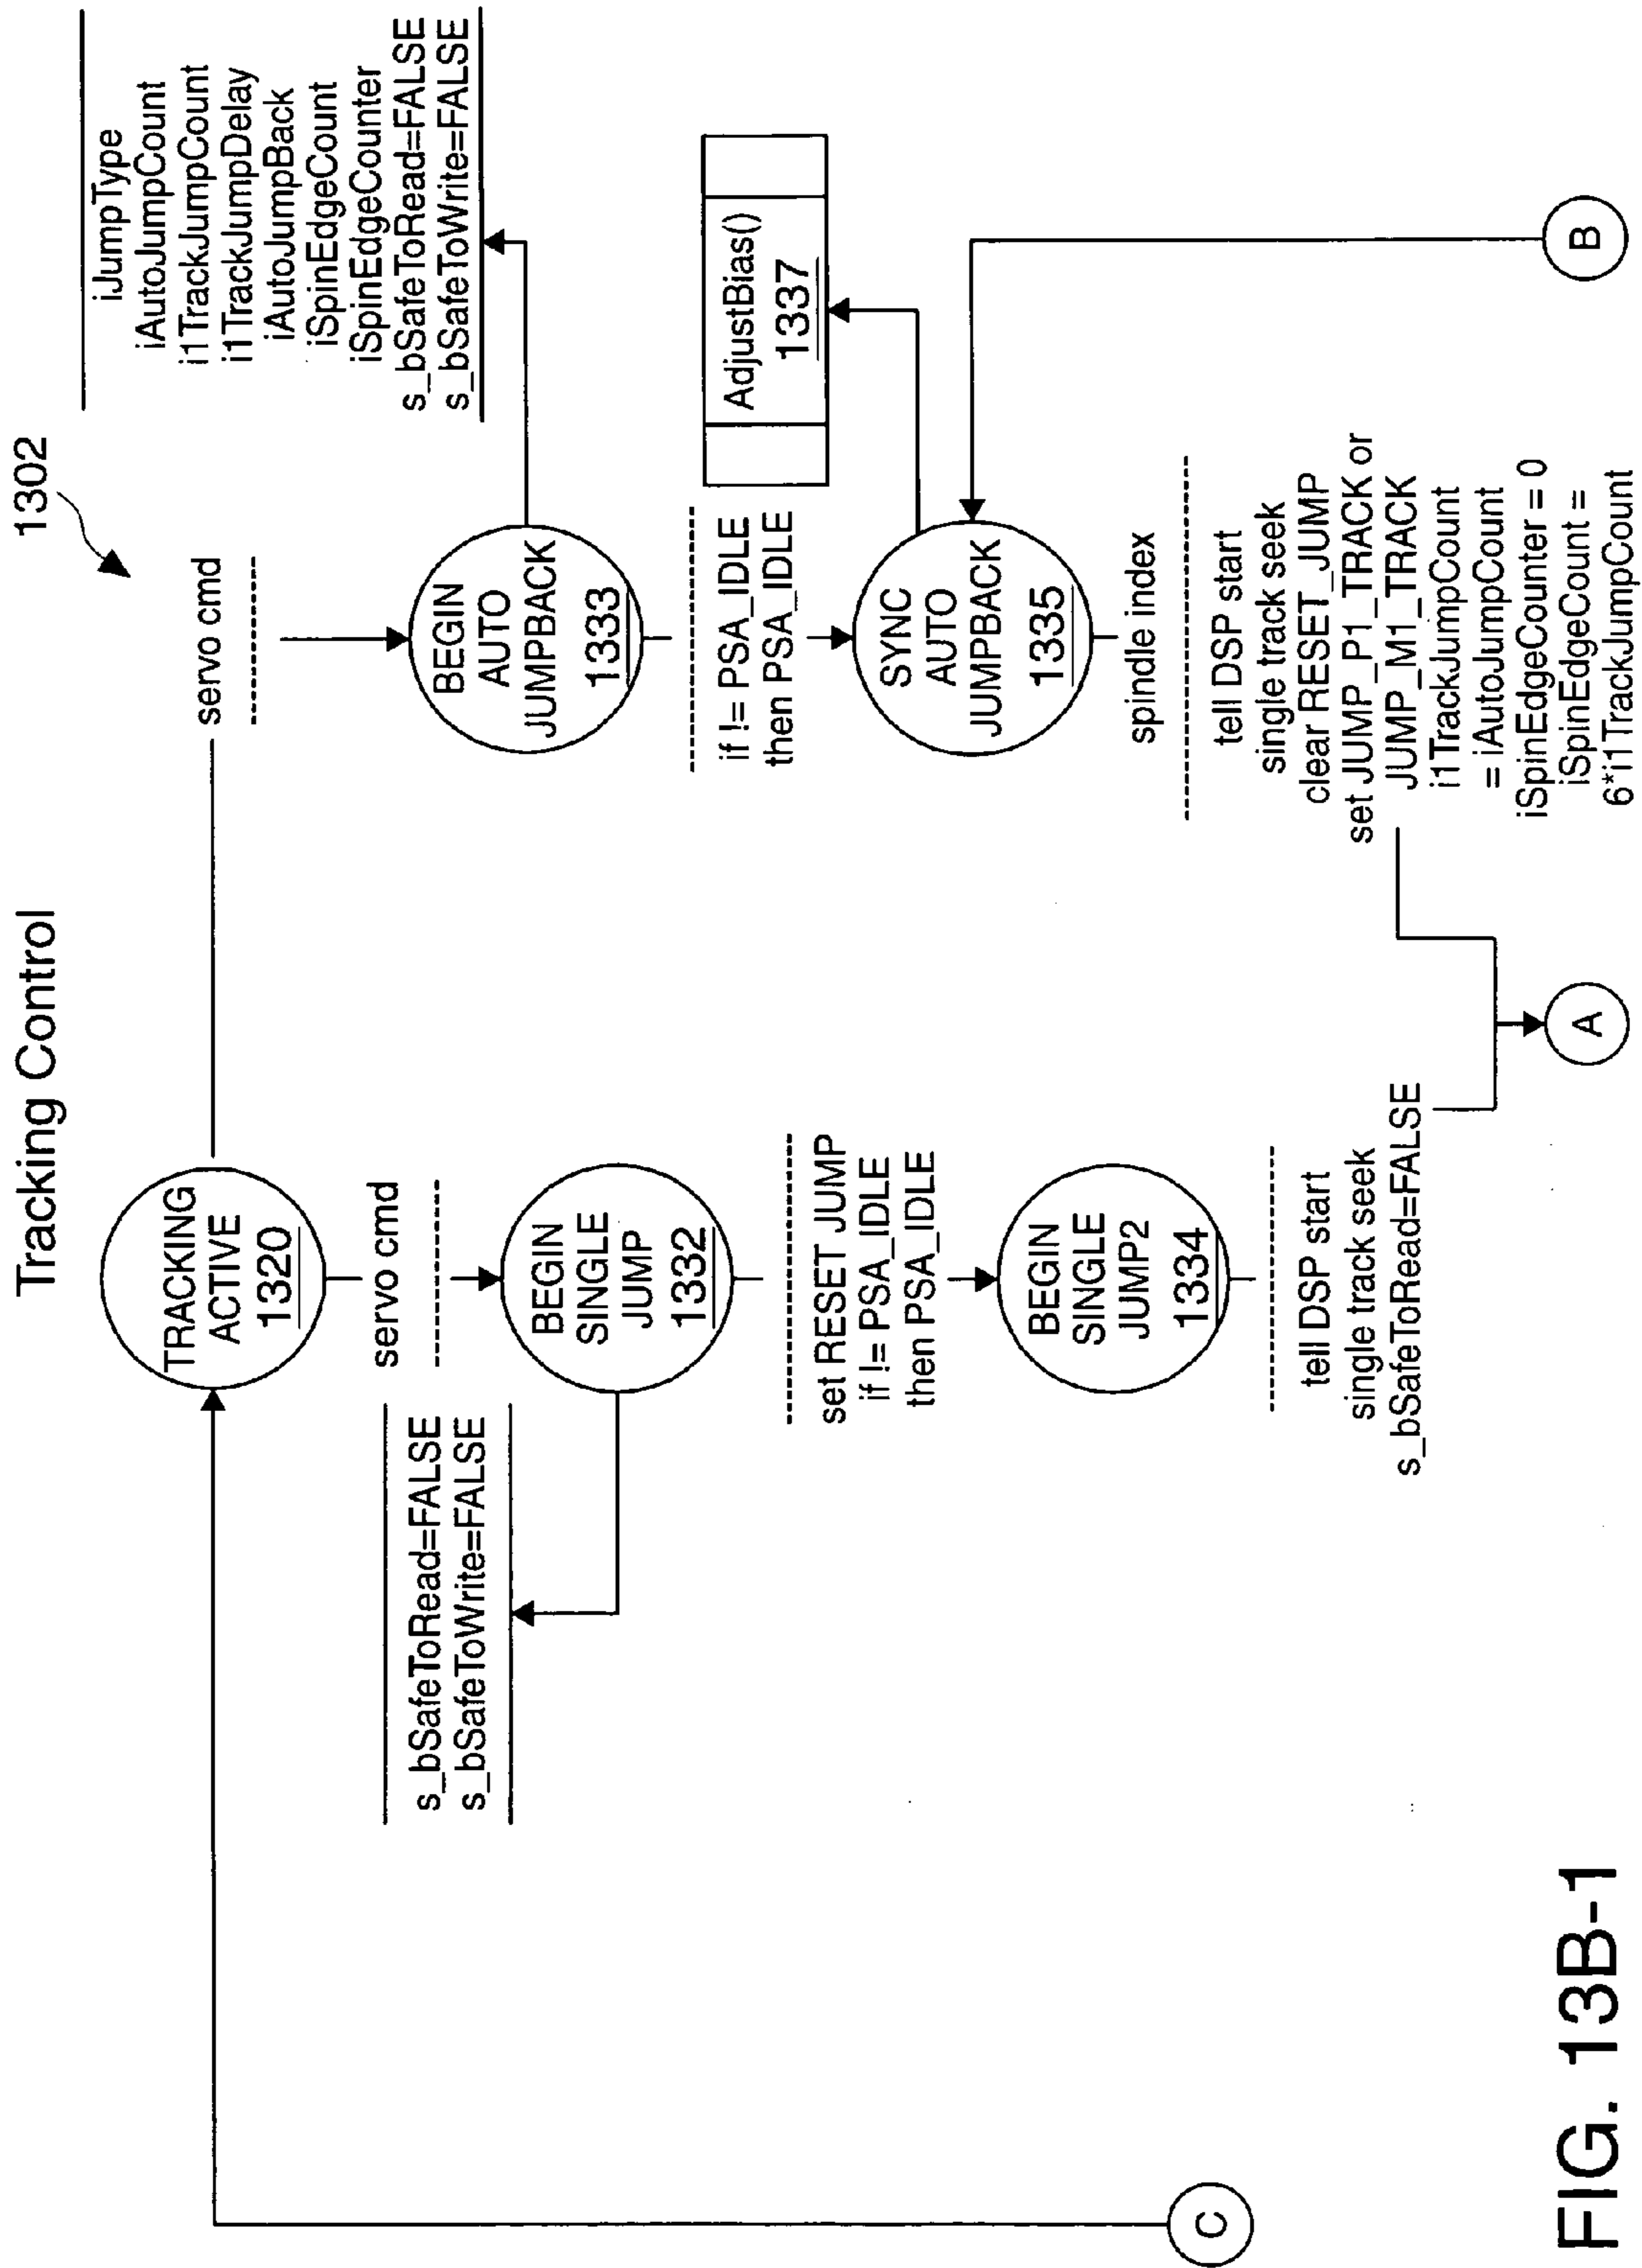 Tracking Control
1302
TRACKING
ACTIVE
1320
servo cmd
s_bSafeToRead=FALSE
s_bSafeToWrite=FALSE
BEGIN
SINGLE
JUMP
1332
set RESET JUMP
if != PSA_IDLE
then PSA_IDLE
BEGIN
SINGLE
JUMP2
1334
tell DSP start
single track seek
s_bSafeToRead=FALSE
servo cmd
iJumpType
iAutoJumpCount
i1TrackJumpCount
i1TrackJumpDelay
iAutoJumpBack
iSpinEdgeCount
iSpinEdgeCounter
s_bSafeToRead=FALSE
s_bSafeToWrite=FALSE
BEGIN
AUTO
JUMPBACK
1333
if != PSA_IDLE
then PSA_IDLE
AdjustBias()
1337
SYNC
AUTO
JUMPBACK
1335
spindle index
tell DSP start
single track seek
clear RESET_JUMP
set JUMP_P1_TRACK or
JUMP_M1_TRACK
i1TrackJumpCount
= iAutoJumpCount
iSpinEdgeCounter = 0
iSpinEdgeCount =
6*i1TrackJumpCount
C
A
B
FIG. 13B-1